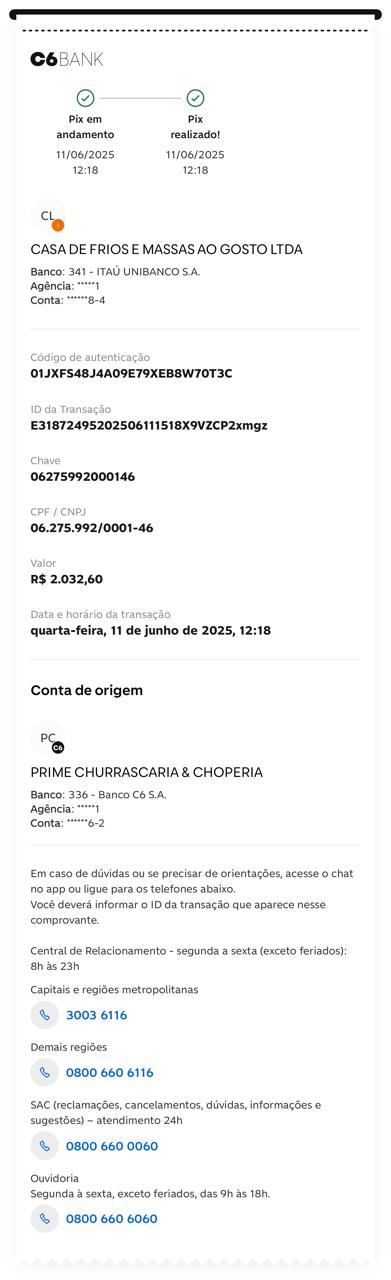 C6BANK
Pix em andamento
11/06/2025
12:18
Pix realizado!
11/06/2025
12:18
CL
CASA DE FRIOS E MASSAS AO GOSTO LTDA
Banco: 341 - ITAÚ UNIBANCO S.A.
Agência: *****1
Conta: ******8-4
Código de autenticação
01JXFS48J4A09E79XEB8W70T3C
ID da Transação
E31872495202506111518X9VZCP2xmgz
Chave
06275992000146
CPF / CNPJ
06.275.992/0001-46
Valor
R$ 2.032,60
Data e horário da transação
quarta-feira, 11 de junho de 2025, 12:18
Conta de origem
PC
C6
PRIME CHURRASCARIA & CHOPERIA
Banco: 336 - Banco C6 S.A.
Agência: *****1
Conta: ******6-2
Em caso de dúvidas ou se precisar de orientações, acesse o chat
no app ou ligue para os telefones abaixo.
Você deverá informar o ID da transação que aparece nesse
comprovante.
Central de Relacionamento - segunda a sexta (exceto feriados):
8h às 23h
Capitais e regiões metropolitanas
3003 6116
Demais regiões
0800 660 6116
SAC (reclamações, cancelamentos, dúvidas, informações e
sugestões) – atendimento 24h
0800 660 0060
Ouvidoria
Segunda à sexta, exceto feriados, das 9h às 18h.
0800 660 6060